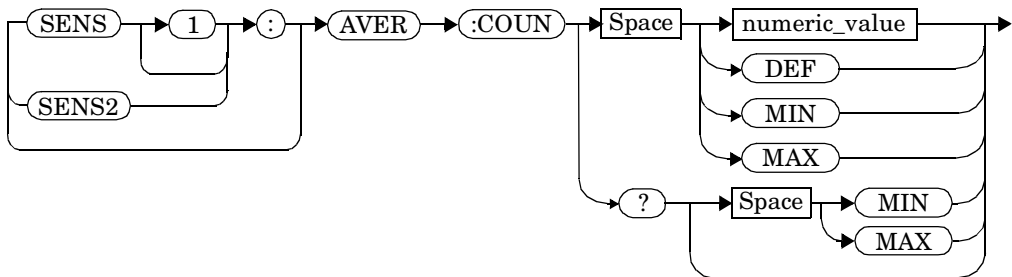 SENS 1 : AVER :COUN Space numeric_value
DEF
SENS2 MIN
MAX
? Space MIN
MAX